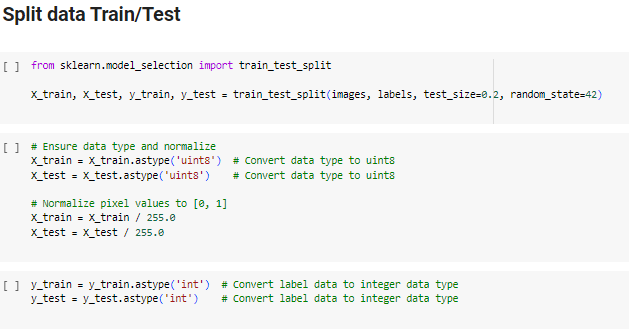 Split data Train/Test
[ ] from sklearn.model_selection import train_test_split
X_train, X_test, y_train, y_test = train_test_split(images, labels, test_size=0.2, random_state=42)
[ ] # Ensure data type and normalize
X_train = X_train.astype('uint8')  # Convert data type to uint8
X_test = X_test.astype('uint8')    # Convert data type to uint8
# Normalize pixel values to [0, 1]
X_train = X_train / 255.0
X_test = X_test / 255.0
[ ] y_train = y_train.astype('int')  # Convert label data to integer data type
y_test = y_test.astype('int')    # Convert label data to integer data type